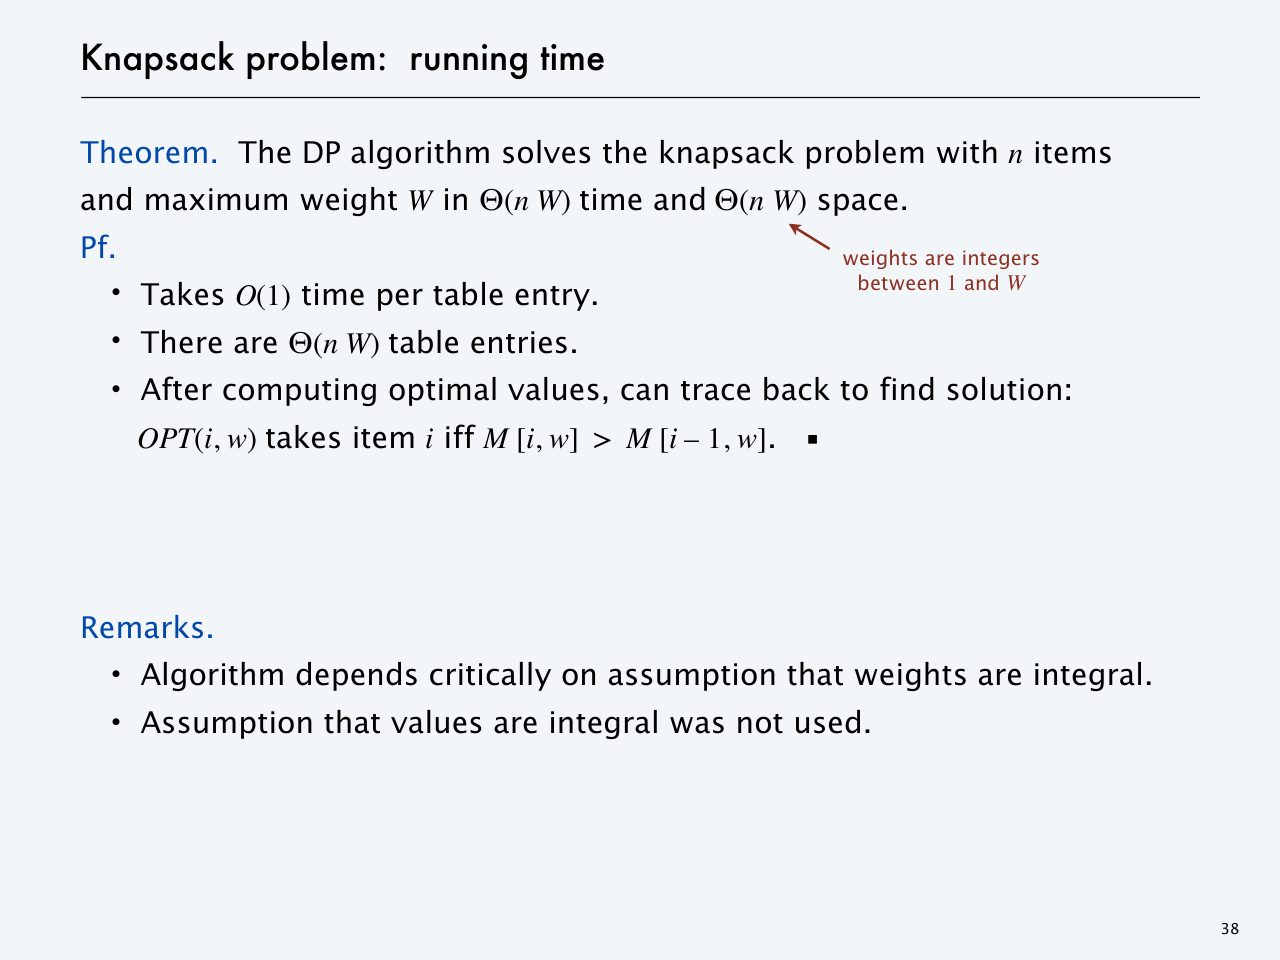 Knapsack problem:  running time
Theorem.  The DP algorithm solves the knapsack problem with n items
and maximum weight W in Θ(n W) time and Θ(n W) space.
Pf.
weights are integers
between 1 and W
• Takes O(1) time per table entry.
• There are Θ(n W) table entries.
• After computing optimal values, can trace back to find solution:
OPT(i, w) takes item i iff M [i, w]  >  M [i – 1, w].   ▪
Remarks.
• Algorithm depends critically on assumption that weights are integral.
• Assumption that values are integral was not used.
38